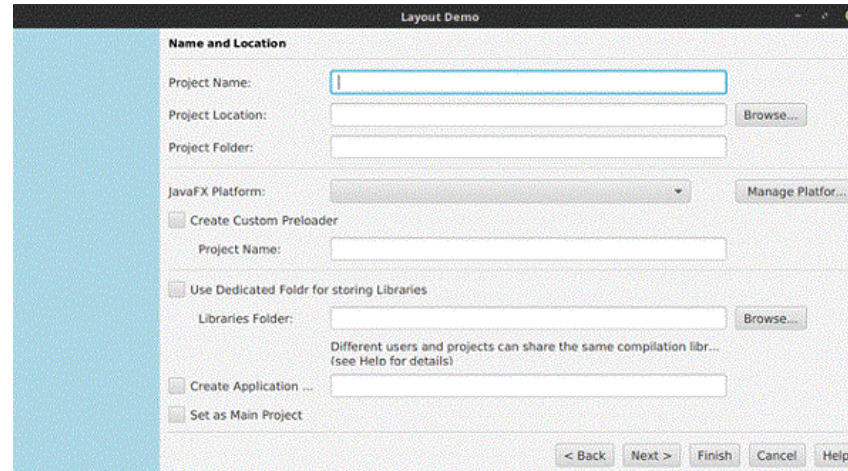 Layout Demo
Name and Location
Project Name:
Project Location: Browse...
Project Folder:
JavaFX Platform: Manage Platfor...
Create Custom Preloader
Project Name:
Use Dedicated Foldr for storing Libraries
Libraries Folder: Browse...
Different users and projects can share the same compilation libr...
(see Help for details)
Create Application ...
Set as Main Project
< Back Next > Finish Cancel Help